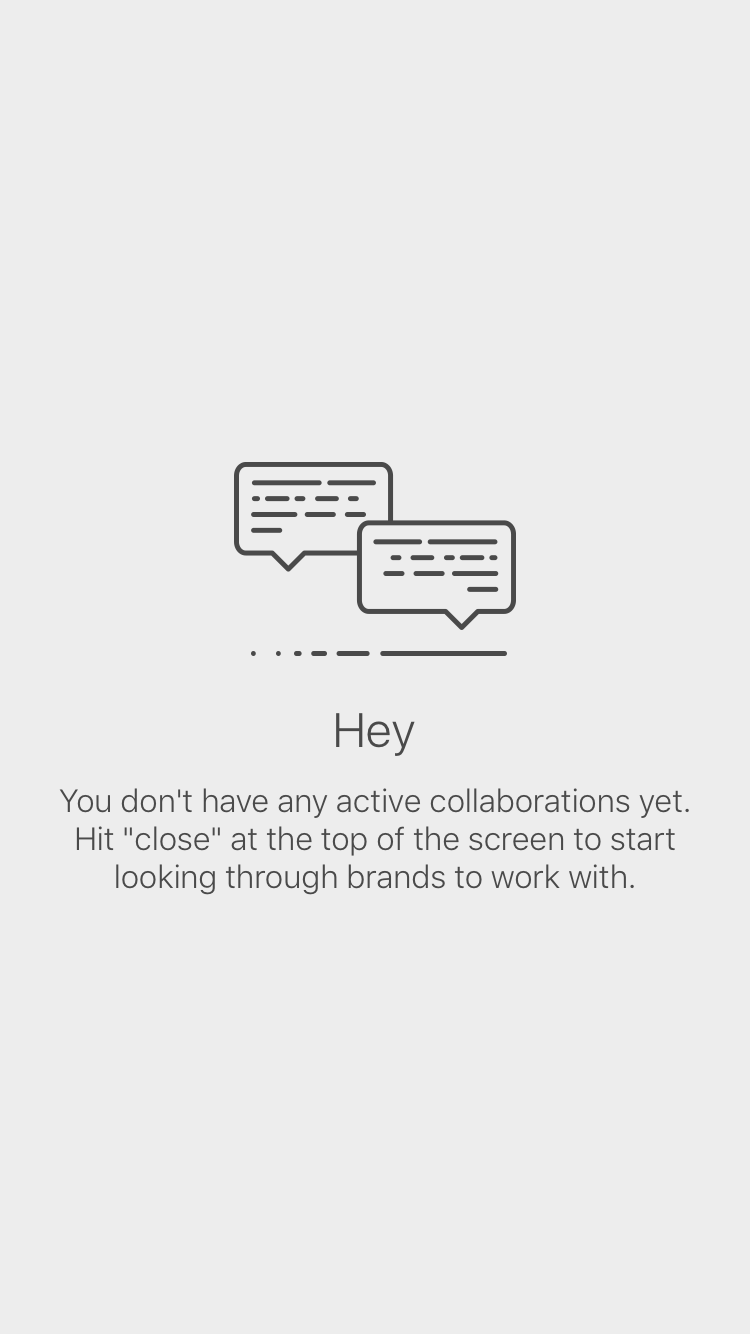 Hey
You don't have any active collaborations yet.
Hit "close" at the top of the screen to start
looking through brands to work with.